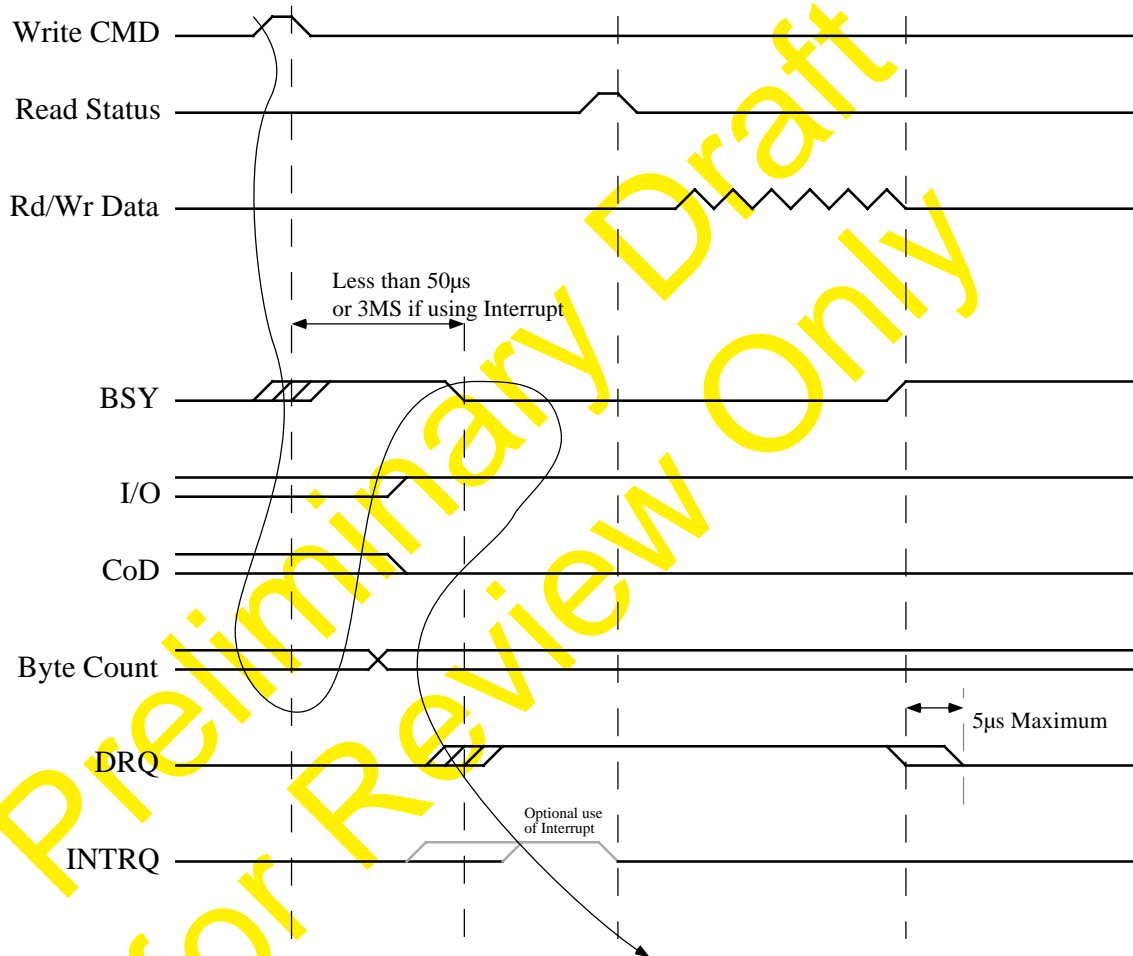 Write CMD
Read Status
Rd/Wr Data
Less than 50µs
or 3MS if using Interrupt
BSY
I/O
CoD
Byte Count
5µs Maximum
DRQ
Optional use
of Interrupt
INTRQ
Preliminary Draft
for Review Only